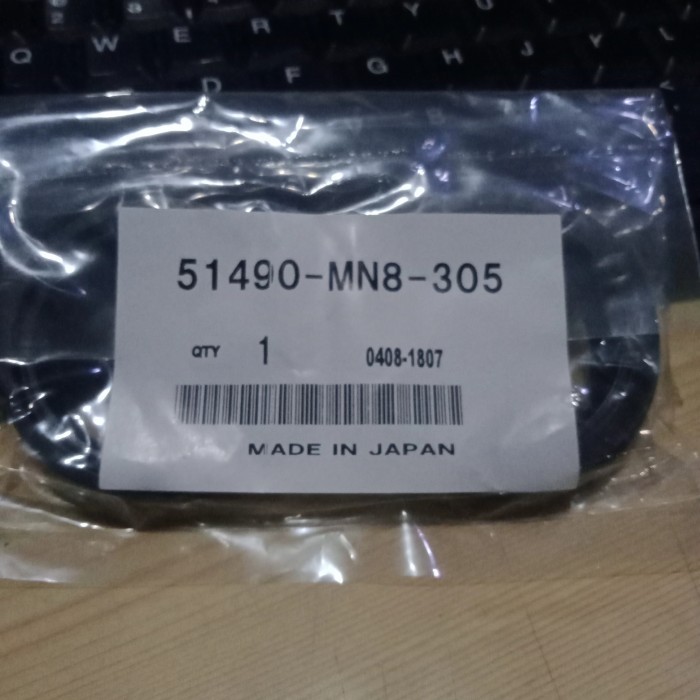 Q W E R T Y U
D F G H J
51490-MN8-305
QTY 1 0408-1807
MADE IN JAPAN